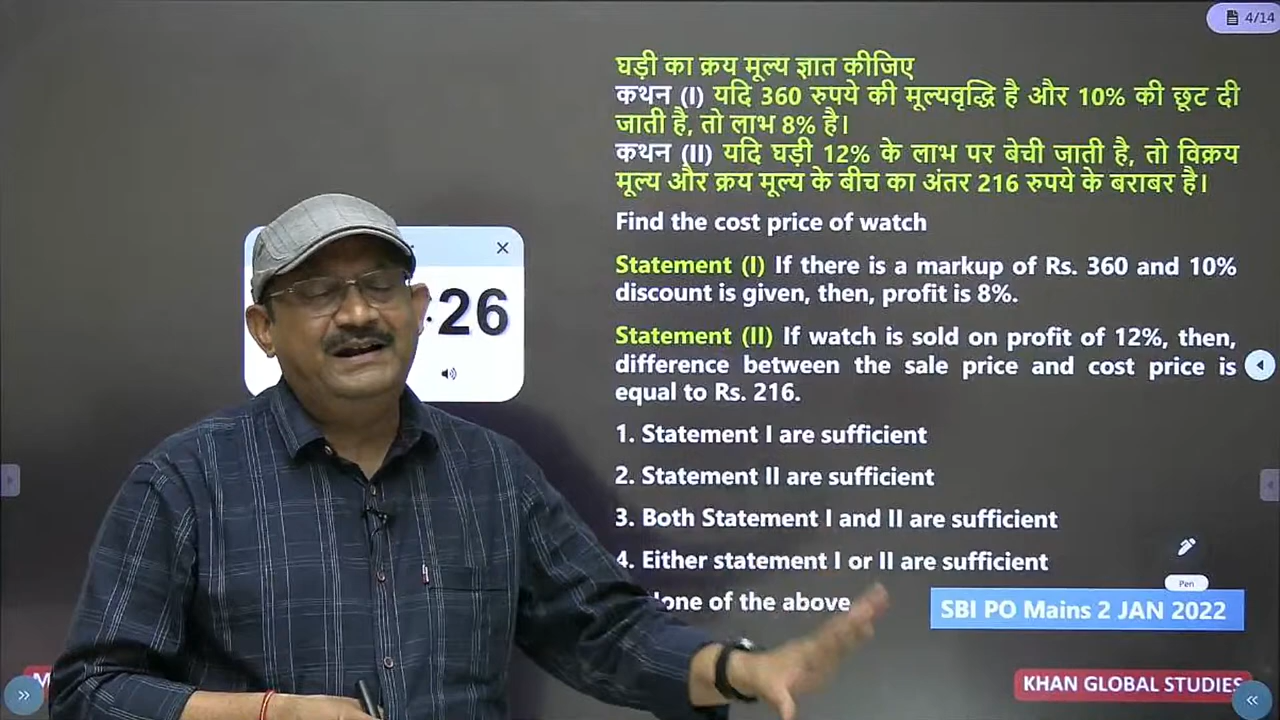 4/14
घड़ी का क्रय मूल्य ज्ञात कीजिए
कथन (I) यदि 360 रुपये की मूल्यवृद्धि है और 10% की छूट दी
जाती है, तो लाभ 8% है।
कथन (II) यदि घड़ी 12% के लाभ पर बेची जाती है, तो विक्रय
मूल्य और क्रय मूल्य के बीच का अंतर 216 रुपये के बराबर है।
Find the cost price of watch
Statement (I) If there is a markup of Rs. 360 and 10%
discount is given, then, profit is 8%.
:26
Statement (II) If watch is sold on profit of 12%, then,
difference between the sale price and cost price is
equal to Rs. 216.
1. Statement I are sufficient
2. Statement II are sufficient
3. Both Statement I and II are sufficient
4. Either statement I or II are sufficient
Pen
of the above
SBI PO Mains 2 JAN 2022
KHAN GLOBAL STUDIES